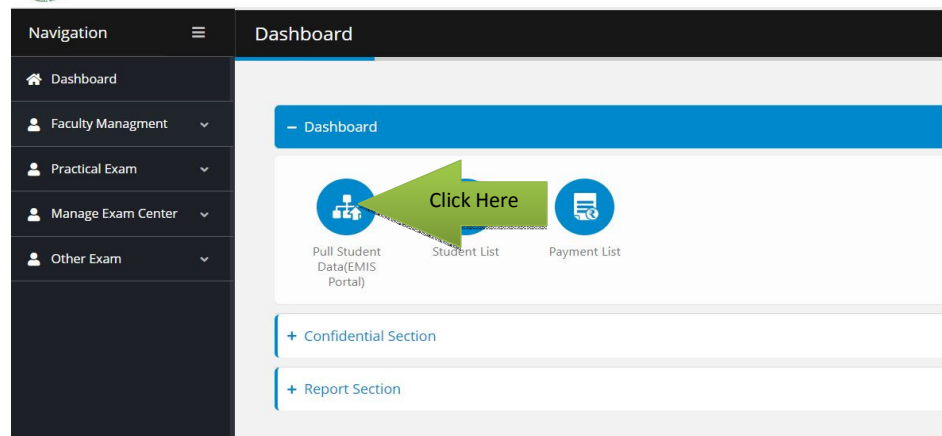 Navigation
Dashboard
Dashboard
Faculty Managment
Practical Exam
Manage Exam Center
Other Exam
Dashboard
Click Here
Pull Student
Data(EMIS
Portal)
Student List
Payment List
Confidential Section
Report Section